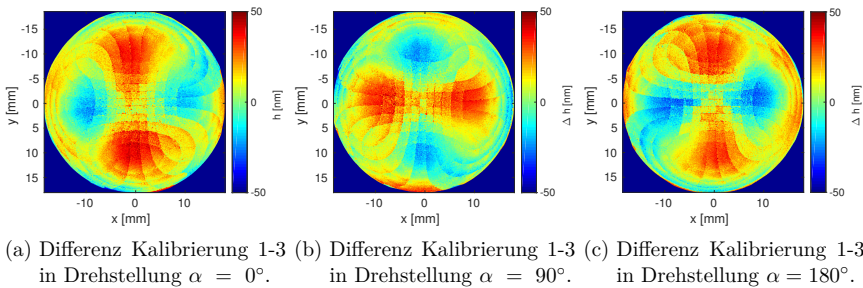 50
50
50
-15
-15
-15
-10
-10
-10
-5
-5
-5
0
0
0
5
5
5
10
10
10
15
15
15
y [mm]
y [mm]
y [mm]
0
0
0
-50
-50
-50
h [nm]
Δ h [nm]
Δ h [nm]
-10 0 10
-10 0 10
-10 0 10
x [mm]
x [mm]
x [mm]
(a) Differenz Kalibrierung 1-3
in Drehstellung α = 0°.
(b) Differenz Kalibrierung 1-3
in Drehstellung α = 90°.
(c) Differenz Kalibrierung 1-3
in Drehstellung α = 180°.